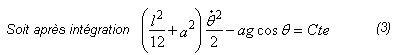 Soit après intégration (l²/12 + a²) θ̇²/2 − ag cos θ = Cte (3)